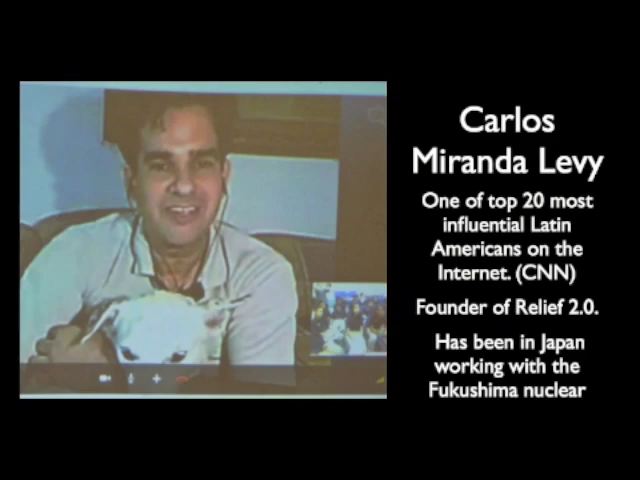 Carlos
Miranda Levy
One of top 20 most
influential Latin
Americans on the
Internet. (CNN)
Founder of Relief 2.0.
Has been in Japan
working with the
Fukushima nuclear